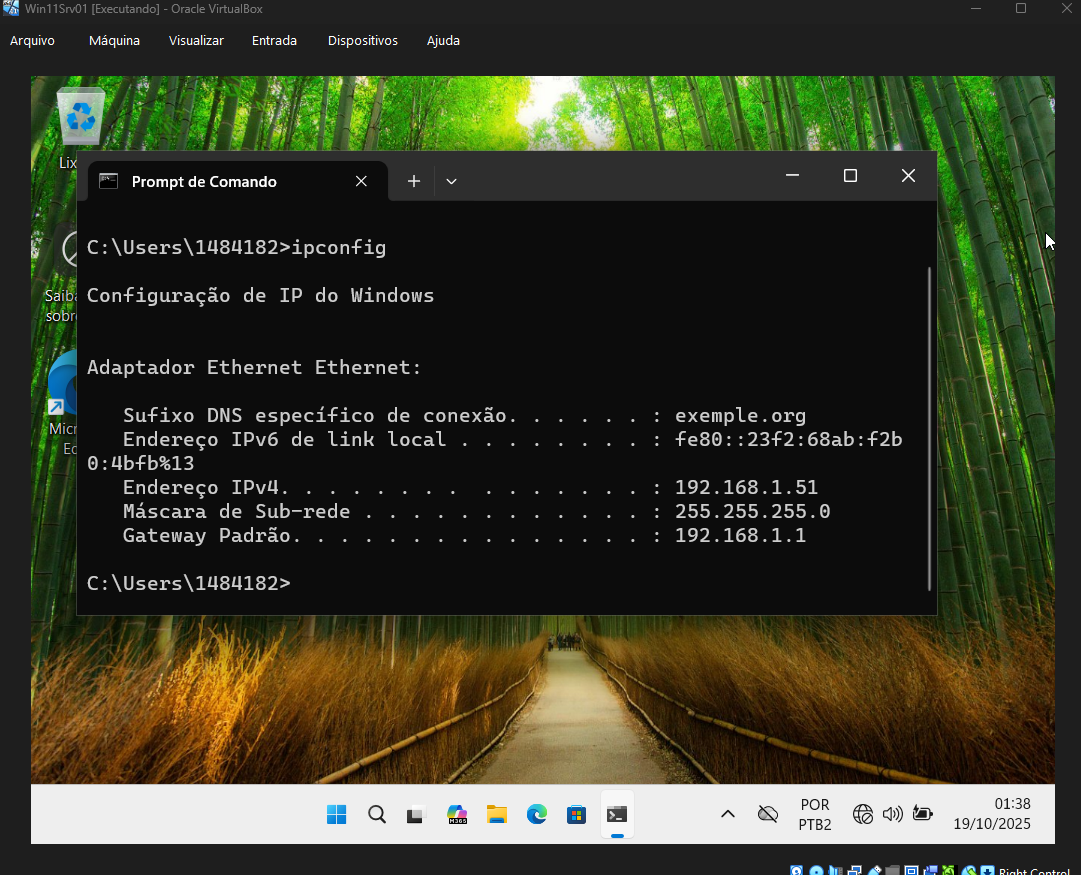 Win11Srv01 [Executando] - Oracle VirtualBox
Arquivo Máquina Visualizar Entrada Dispositivos Ajuda
Lix
Prompt de Comando
C:\Users\1484182>ipconfig
Saiba
sobr
Configuração de IP do Windows
Adaptador Ethernet Ethernet:
Sufixo DNS específico de conexão. . . . . . : exemple.org
Micr
Endereço IPv6 de link local . . . . . . . . : fe80::23f2:68ab:f2b
Ed
0:4bfb%13
Endereço IPv4. . . . . . . .  . . . . . . . : 192.168.1.51
Máscara de Sub-rede . . . . . . . . . . . . : 255.255.255.0
Gateway Padrão. . . . . . . . . . . . . . . : 192.168.1.1
C:\Users\1484182>
M365
POR
PTB2
01:38
19/10/2025
Right Control